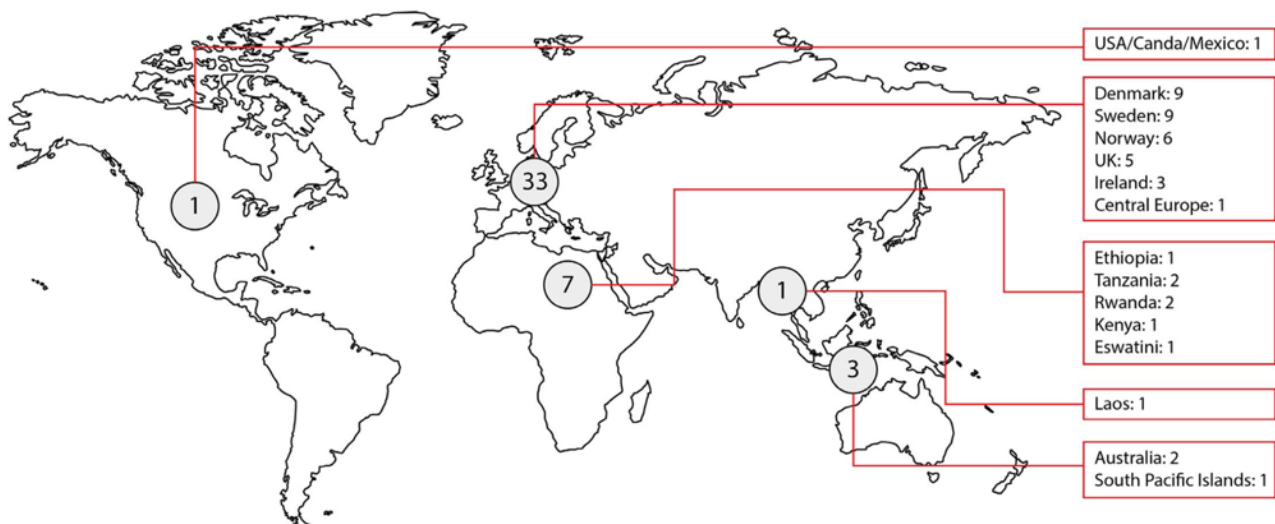 USA/Canda/Mexico: 1
Denmark: 9
Sweden: 9
Norway: 6
UK: 5
Ireland: 3
Central Europe: 1
1
33
7
1
3
Ethiopia: 1
Tanzania: 2
Rwanda: 2
Kenya: 1
Eswatini: 1
Laos: 1
Australia: 2
South Pacific Islands: 1